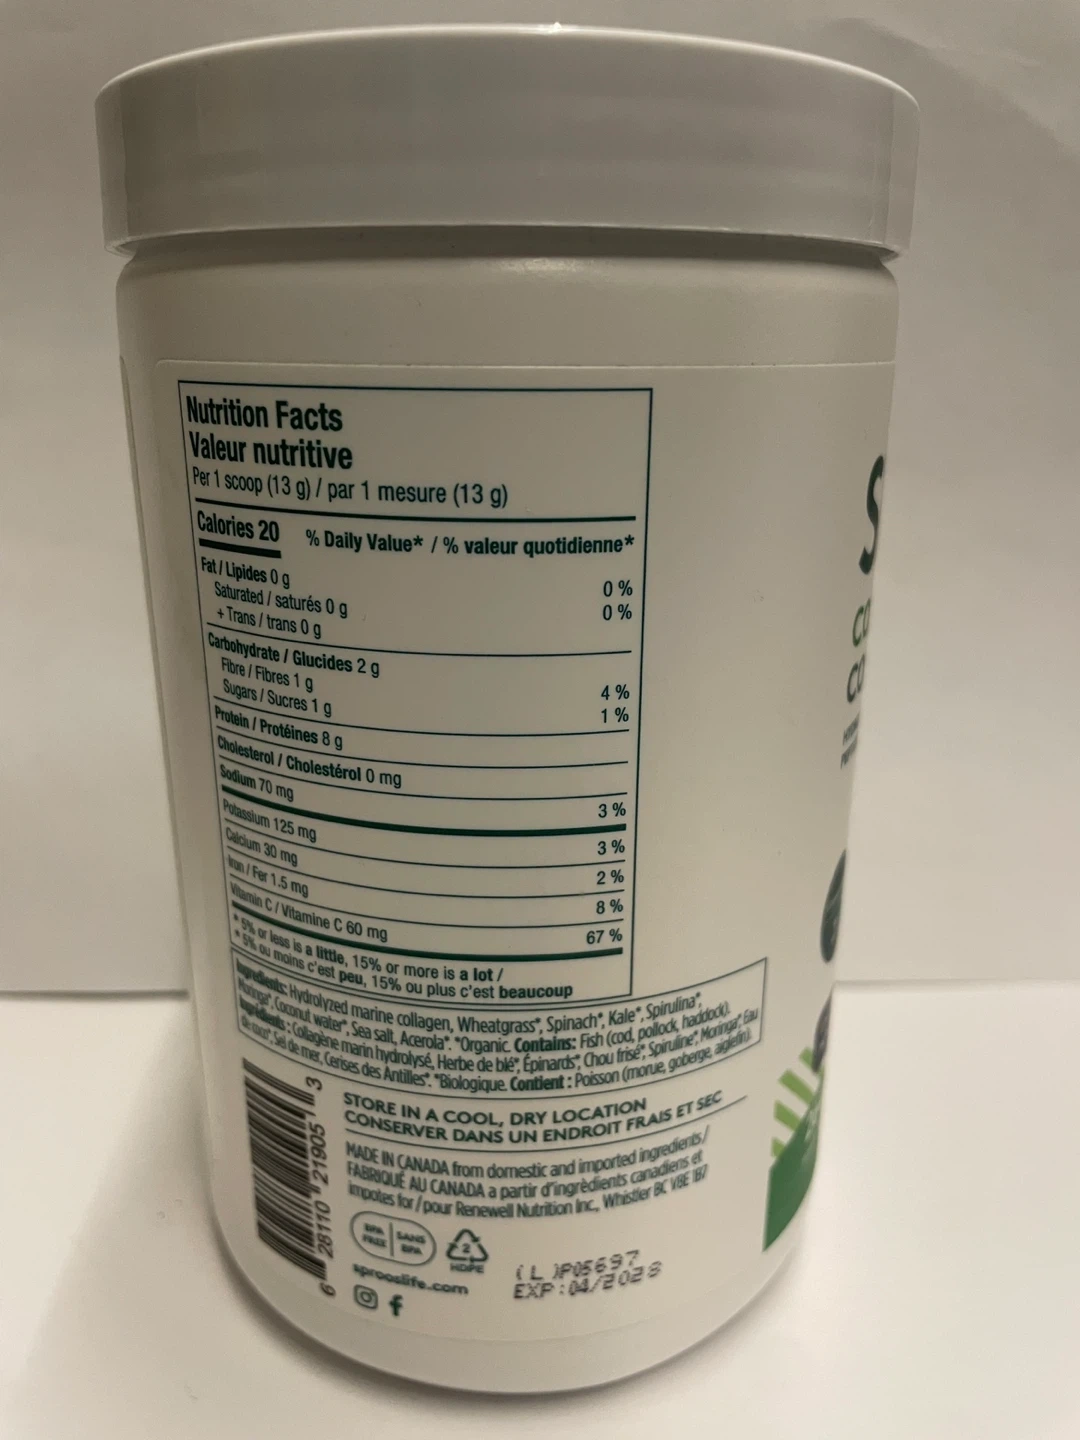 Nutrition Facts
Valeur nutritive
Per 1 scoop (13 g) / par 1 mesure (13 g)
Calories 20 % Daily Value* / % valeur quotidienne*
Fat / Lipides 0 g 0 %
Saturated / saturés 0 g 0 %
+ Trans / trans 0 g
Carbohydrate / Glucides 2 g
Fibre / Fibres 1 g 4 %
Sugars / Sucres 1 g 1 %
Protein / Protéines 8 g
Cholesterol / Cholestérol 0 mg
Sodium 70 mg 3 %
Potassium 125 mg 3 %
Calcium 30 mg 2 %
Iron / Fer 1.5 mg 8 %
Vitamin C / Vitamine C 60 mg 67 %
* 5% or less is a little, 15% or more is a lot /
* 5% ou moins c'est peu, 15% ou plus c'est beaucoup
Ingredients: Hydrolyzed marine collagen, Wheatgrass*, Spinach*, Kale*, Spirulina*,
Moringa*, Coconut water*, Sea salt, Acerola*. *Organic. Contains: Fish (cod, pollock, haddock).
Ingrédients : Collagène marin hydrolysé, Herbe de blé*, Épinards*, Chou frisé*, Spiruline*, Moringa*, Eau
de coco*, Sel de mer, Cerises des Antilles*. *Biologique. Contient : Poisson (morue, goberge, aiglefin).
6 28110 21905 3
STORE IN A COOL, DRY LOCATION
CONSERVER DANS UN ENDROIT FRAIS ET SEC
MADE IN CANADA from domestic and imported ingredients/
FABRIQUÉ AU CANADA a partir d'ingrèdients canadiens et
impotes for/pour Renewell Nutrition Inc., Whistler BC V8E 1B7
BPA FREE SANS BPA
2
HDPE
sprooslife.com
(L)P05697
EXP:04/2028
S
CO
CO